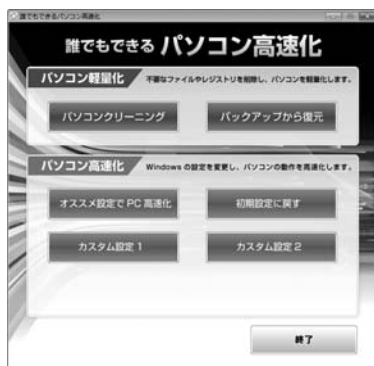 誰でもできるパソコン高速化
誰でもできる パソコン高速化
パソコン軽量化 不要なファイルやレジストリを削除し、パソコンを軽量化します。
パソコンクリーニング バックアップから復元
パソコン高速化 Windows の設定を変更し、パソコンの動作を高速化します。
オススメ設定で PC 高速化 初期設定に戻す
カスタム設定 1 カスタム設定 2
終了